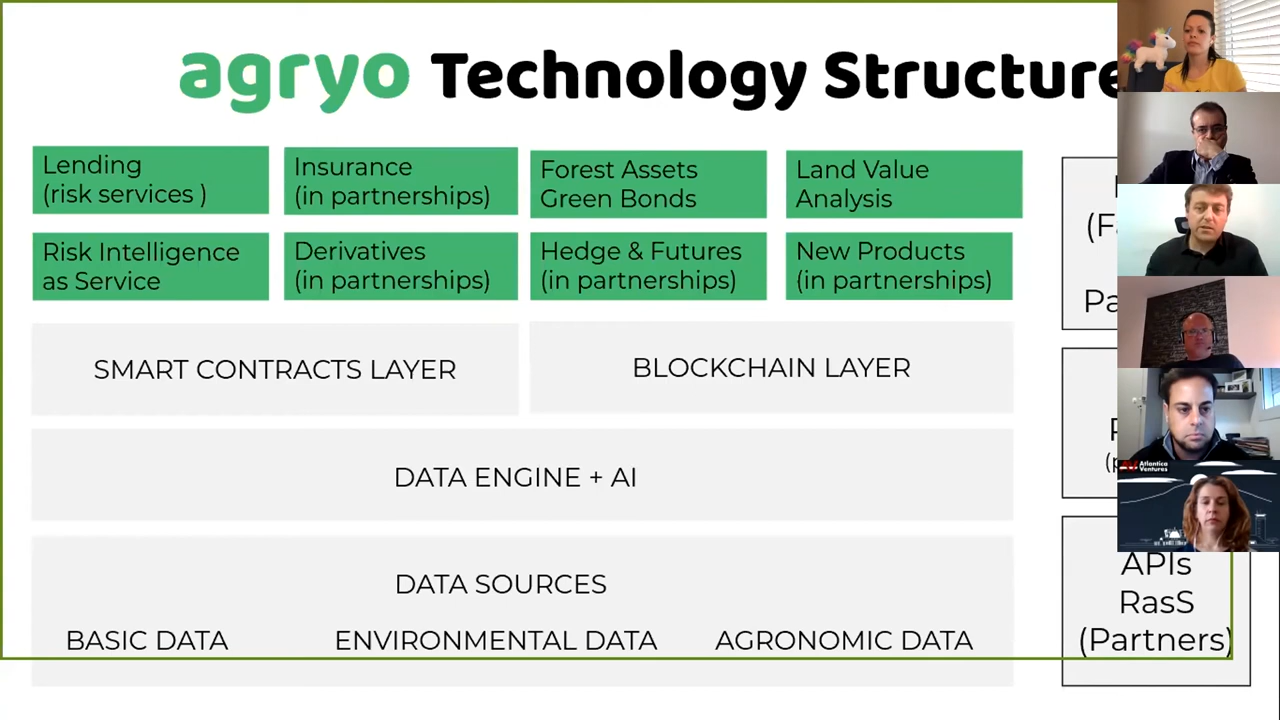 agryo Technology Structure
Lending
(risk services )
Insurance
(in partnerships)
Forest Assets
Green Bonds
Land Value
Analysis
Risk Intelligence
as Service
Derivatives
(in partnerships)
Hedge & Futures
(in partnerships)
New Products
(in partnerships)
SMART CONTRACTS LAYER
BLOCKCHAIN LAYER
DATA ENGINE + AI
DATA SOURCES
BASIC DATA
ENVIRONMENTAL DATA
AGRONOMIC DATA
Atlantica
Ventures
APIs
RasS
(Partners)